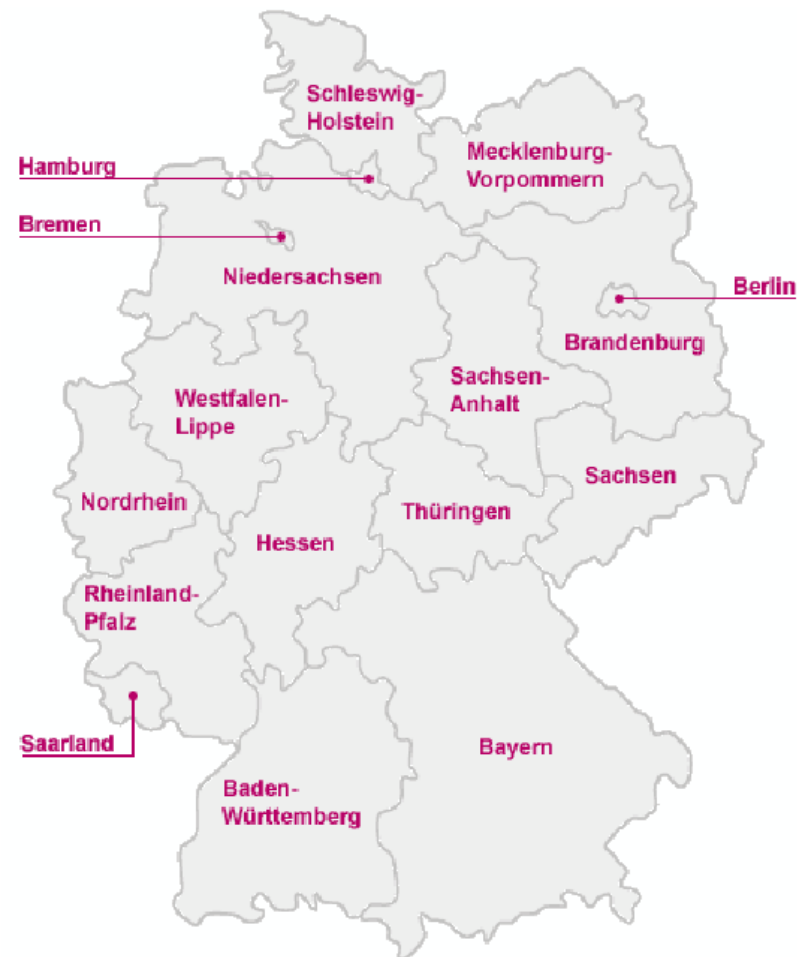 Schleswig-
Holstein
Mecklenburg-
Vorpommern
Hamburg
Bremen
Niedersachsen
Berlin
Brandenburg
Sachsen-
Anhalt
Westfalen-
Lippe
Sachsen
Nordrhein
Thüringen
Hessen
Rheinland-
Pfalz
Saarland
Bayern
Baden-
Württemberg